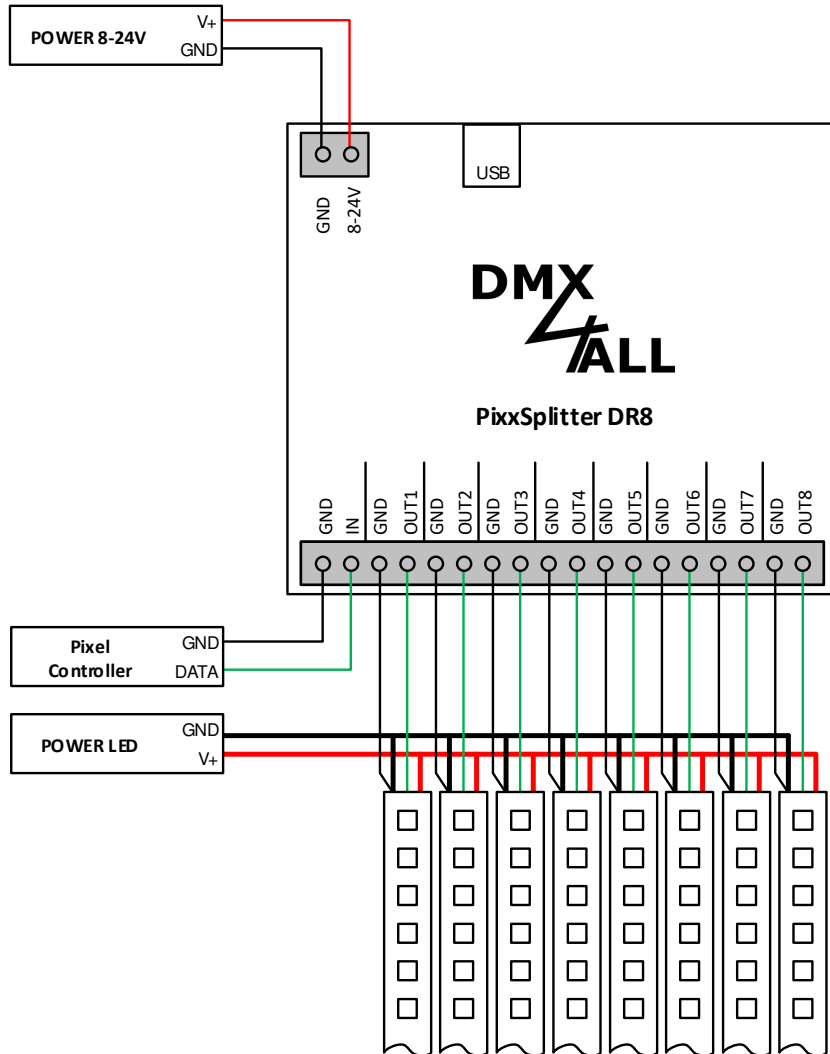 POWER 8-24V
V+
GND
GND
8-24V
USB
DMX
4
ALL
PixxSplitter DR8
GND
IN
GND
OUT1
GND
OUT2
GND
OUT3
GND
OUT4
GND
OUT5
GND
OUT6
GND
OUT7
GND
OUT8
Pixel
Controller
GND
DATA
POWER LED
GND
V+